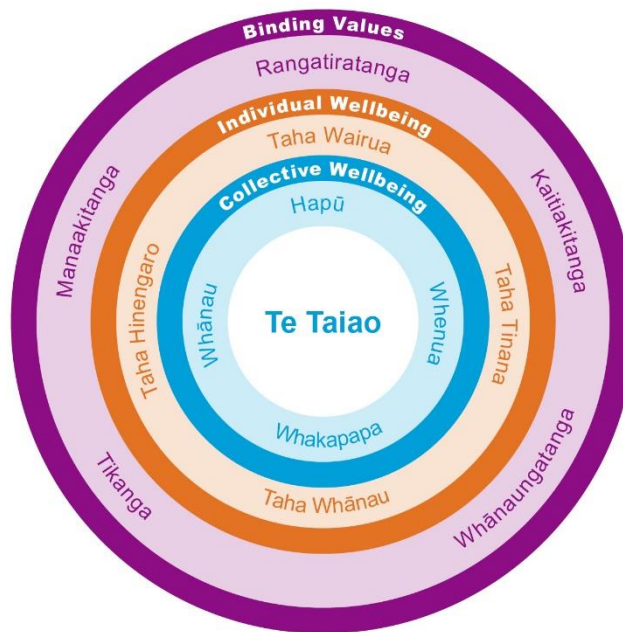 Binding Values
Rangatiratanga
Individual Wellbeing
Taha Wairua
Collective Wellbeing
Hapū
Manaakitanga
Kaitiakitanga
Taha Hinengaro
Taha Tinana
Whānau
Whenua
Te Taiao
Whakapapa
Taha Whānau
Tikanga
Whānaungatanga